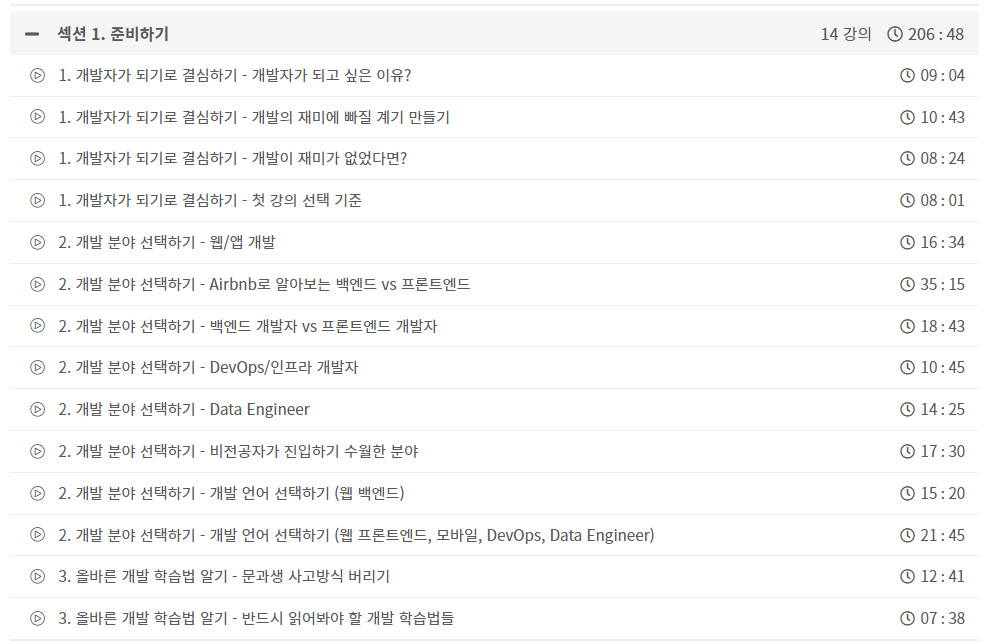 섹션 1. 준비하기 14 강의 206 : 48
1. 개발자가 되기로 결심하기 - 개발자가 되고 싶은 이유? 09 : 04
1. 개발자가 되기로 결심하기 - 개발의 재미에 빠질 계기 만들기 10 : 43
1. 개발자가 되기로 결심하기 - 개발이 재미가 없었다면? 08 : 24
1. 개발자가 되기로 결심하기 - 첫 강의 선택 기준 08 : 01
2. 개발 분야 선택하기 - 웹/앱 개발 16 : 34
2. 개발 분야 선택하기 - Airbnb로 알아보는 백엔드 vs 프론트엔드 35 : 15
2. 개발 분야 선택하기 - 백엔드 개발자 vs 프론트엔드 개발자 18 : 43
2. 개발 분야 선택하기 - DevOps/인프라 개발자 10 : 45
2. 개발 분야 선택하기 - Data Engineer 14 : 25
2. 개발 분야 선택하기 - 비전공자가 진입하기 수월한 분야 17 : 30
2. 개발 분야 선택하기 - 개발 언어 선택하기 (웹 백엔드) 15 : 20
2. 개발 분야 선택하기 - 개발 언어 선택하기 (웹 프론트엔드, 모바일, DevOps, Data Engineer) 21 : 45
3. 올바른 개발 학습법 알기 - 문과생 사고방식 버리기 12 : 41
3. 올바른 개발 학습법 알기 - 반드시 읽어봐야 할 개발 학습법들 07 : 38